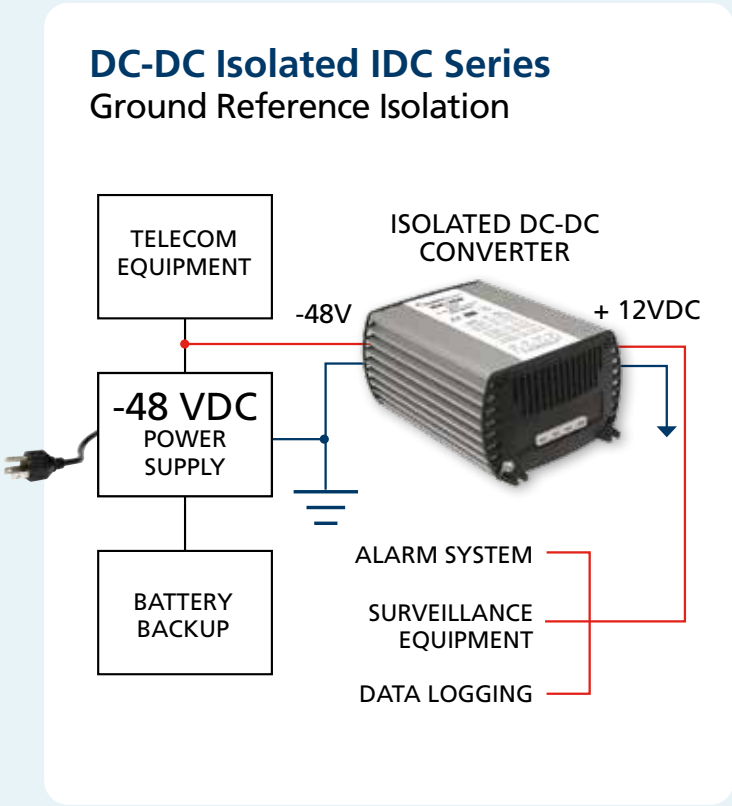 DC-DC Isolated IDC Series
Ground Reference Isolation
TELECOM
EQUIPMENT
ISOLATED DC-DC
CONVERTER
-48V
+ 12VDC
-48 VDC
POWER
SUPPLY
BATTERY
BACKUP
ALARM SYSTEM
SURVEILLANCE
EQUIPMENT
DATA LOGGING